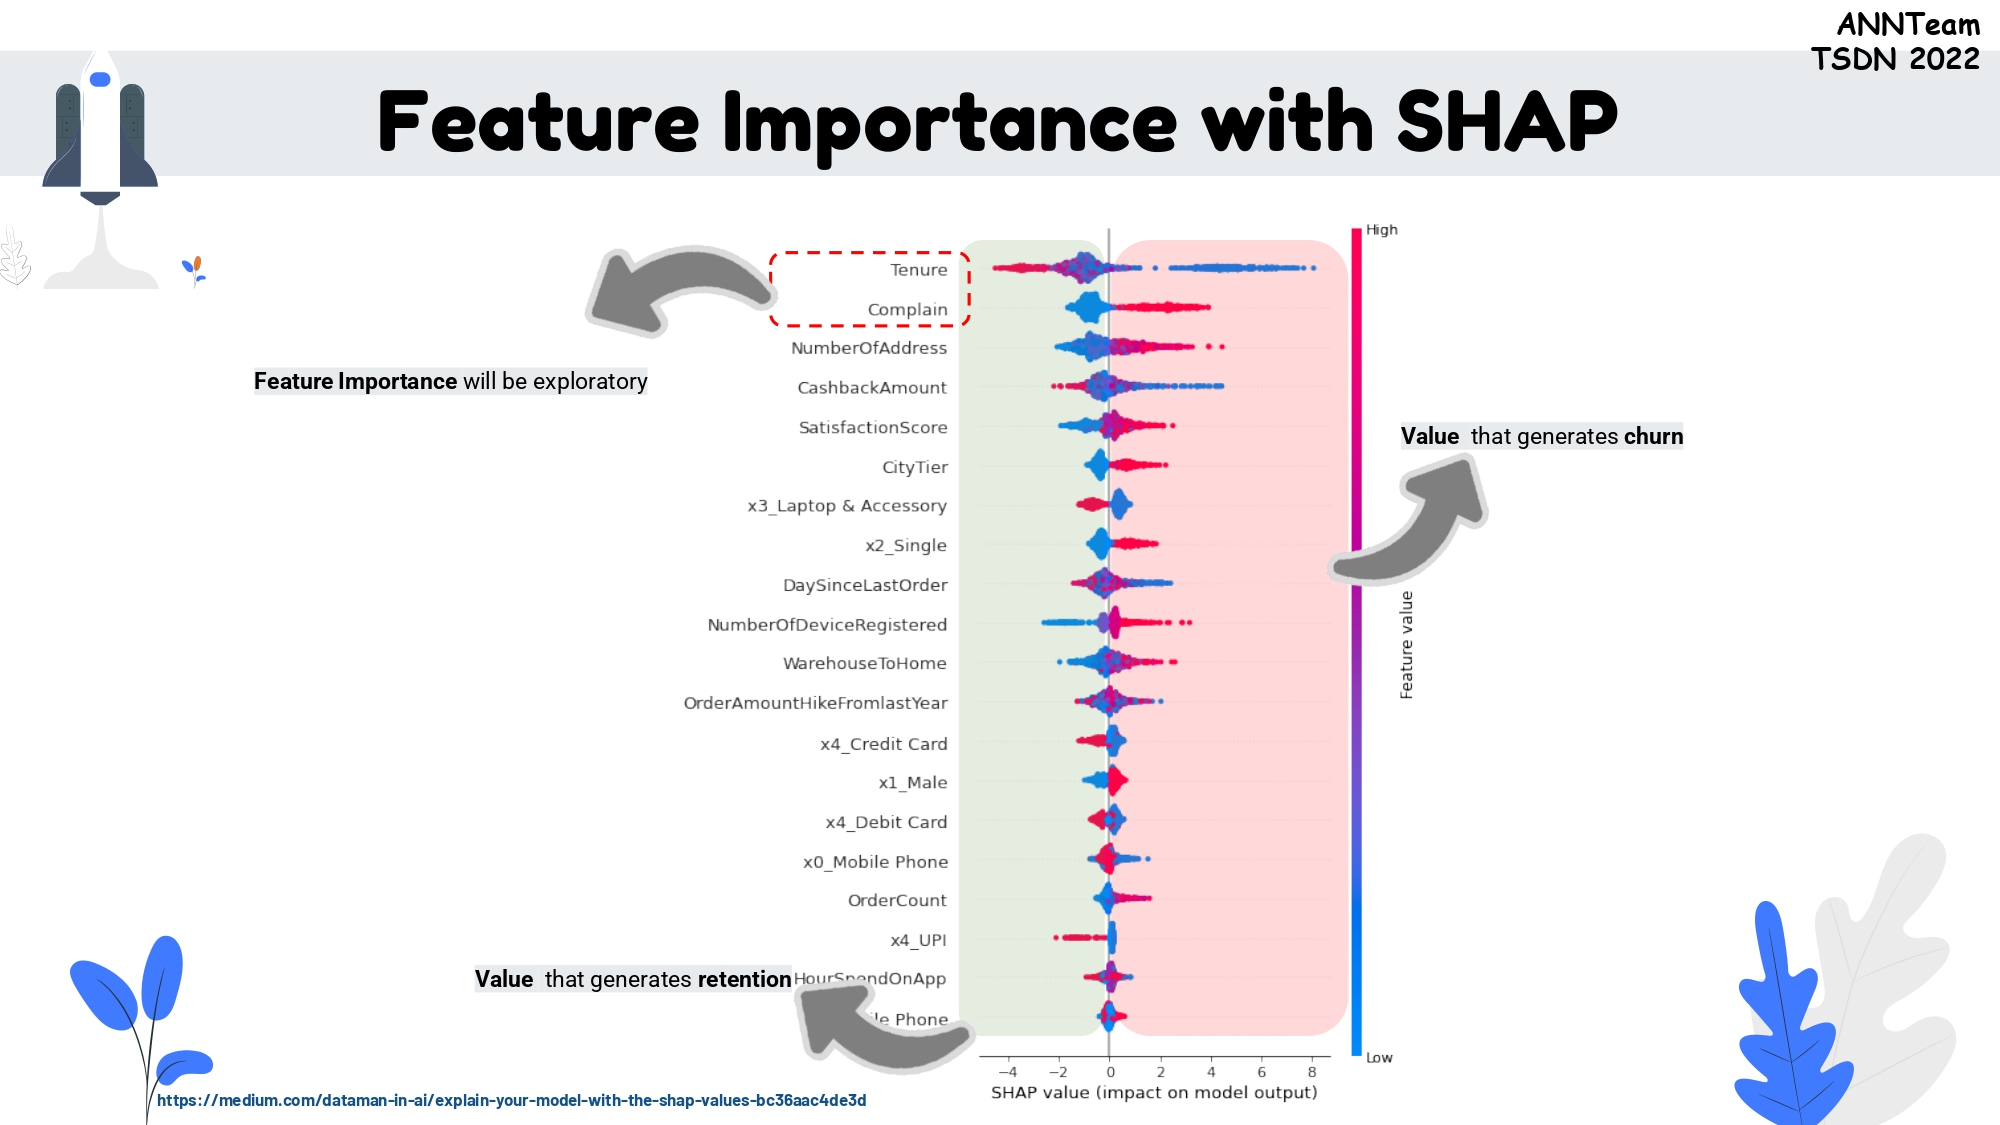 ANNTeam
TSDN 2022
Feature Importance with SHAP
High
Tenure
Complain
NumberOfAddress
Feature Importance will be exploratory
CashbackAmount
SatisfactionScore
Value that generates churn
CityTier
x3_Laptop & Accessory
x2_Single
DaySinceLastOrder
NumberOfDeviceRegistered
Feature value
WarehouseToHome
OrderAmountHikeFromlastYear
x4_Credit Card
x1_Male
x4_Debit Card
x0_Mobile Phone
OrderCount
x4_UPI
Value that generates retention
HourSpendOnApp
Phone
Low
−4 −2 0 2 4 6 8
SHAP value (impact on model output)
https://medium.com/dataman-in-ai/explain-your-model-with-the-shap-values-bc36aac4de3d